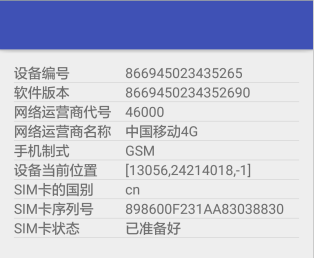 设备编号 866945023435265
软件版本 8669450234352690
网络运营商代号 46000
网络运营商名称 中国移动4G
手机制式 GSM
设备当前位置 [13056,24214018,-1]
SIM卡的国别 cn
SIM卡序列号 898600F231AA83038830
SIM卡状态 已准备好